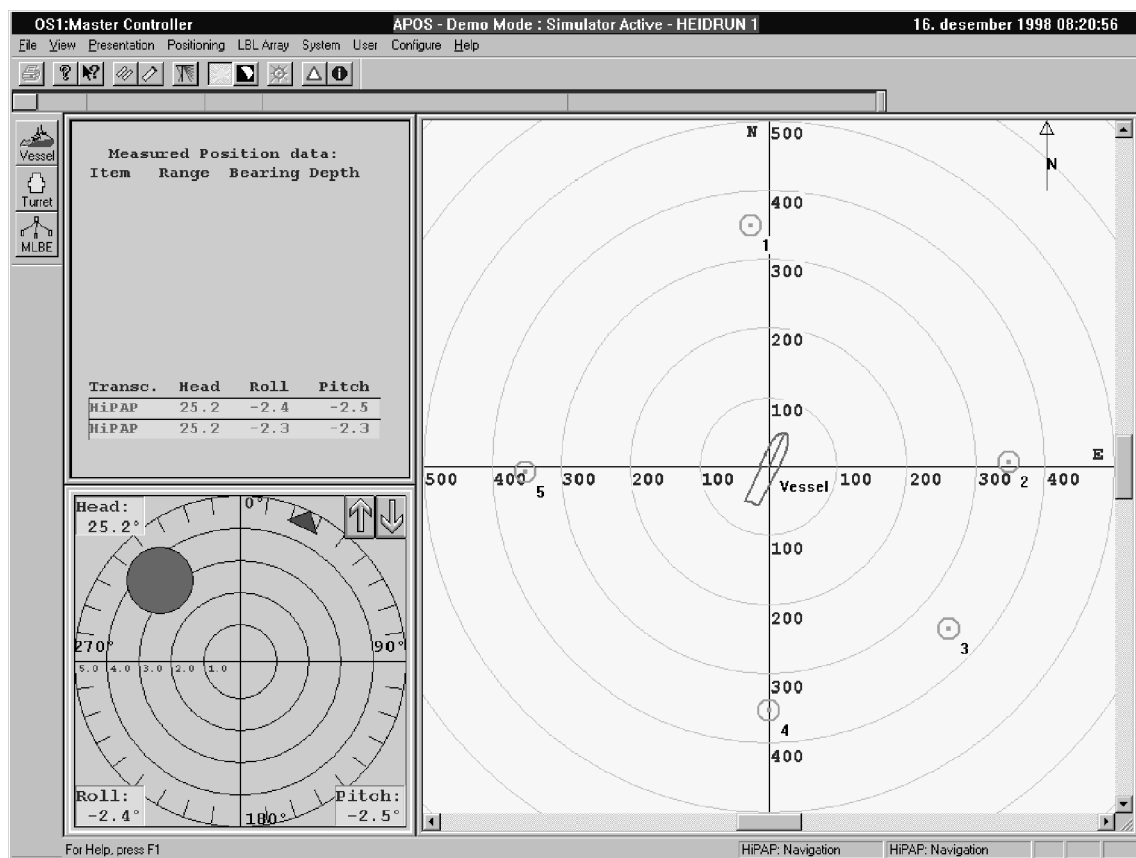 OS1:Master Controller APOS - Demo Mode : Simulator Active - HEIDRUN 1 16. desember 1998 08:20:56
File View Presentation Positioning LBL Array System User Configure Help
Vessel
Turret
MLBE
Measured Position data:
Item Range Bearing Depth
Transc. Head Roll Pitch
HiPAP 25.2 -2.4 -2.5
HiPAP 25.2 -2.3 -2.3
Head:
25.2°
0°
270° 90°
5.0 4.0 3.0 2.0 1.0
Roll: Pitch:
-2.4° 180° -2.5°
N 500
N
400
1
300
200
100
E
500 400 300 200 100 Vessel 100 200 300 400
5 2
100
200
3
300
4
400
For Help, press F1 HiPAP: Navigation HiPAP: Navigation